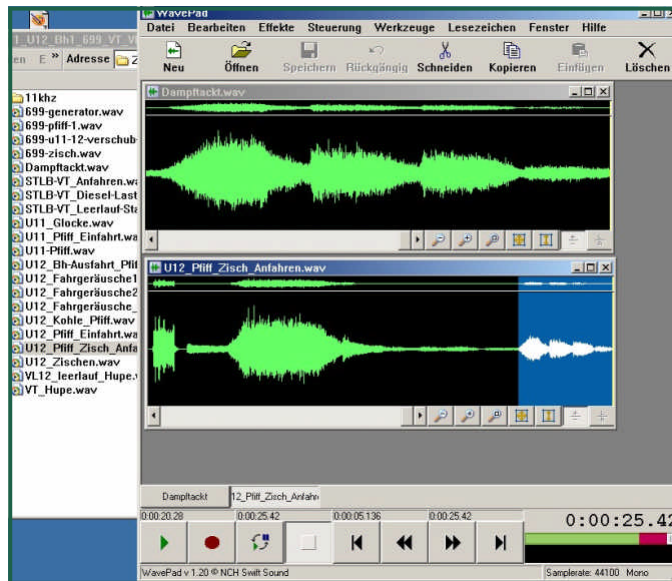 WavePad
1_U12_Bh1_699_VT_V
Datei Bearbeiten Effekte Steuerung Werkzeuge Lesezeichen Fenster Hilfe
en E » Adresse
Neu Öffnen Speichern Rückgängig Schneiden Kopieren Einfügen Löschen
11khz
699-generator.wav
699-pfiff-1.wav
699-u11-12-verschub-
699-zisch.wav
Dampftackt.wav
STLB-VT_Anfahren.wa
STLB-VT_Diesel-Last
STLB-VT_Leerlauf-Sta
U11_Glocke.wav
U11_Pfiff_Einfahrt.wa
U11-Pfiff.wav
U12_Bh-Ausfahrt_Pfif
U12_Fahrgeräusche1
U12_Fahrgeräusche2
U12_Fahrgeräusche_
U12_Kohle_Pfiff.wav
U12_Pfiff_Einfahrt.wa
U12_Pfiff_Zisch_Anfa
U12_Zischen.wav
VL12_leerlauf_Hupe.w
VT_Hupe.wav
Dampftackt.wav
U12_Pfiff_Zisch_Anfahren.wav
Dampftackt 12_Pfiff_Zisch_Anfahr
0:00:20.28 0:00:25.42 0:00:05.136 0:00:25.42
0:00:25.42
WavePad v 1.20 © NCH Swift Sound Samplerate: 44100 Mono